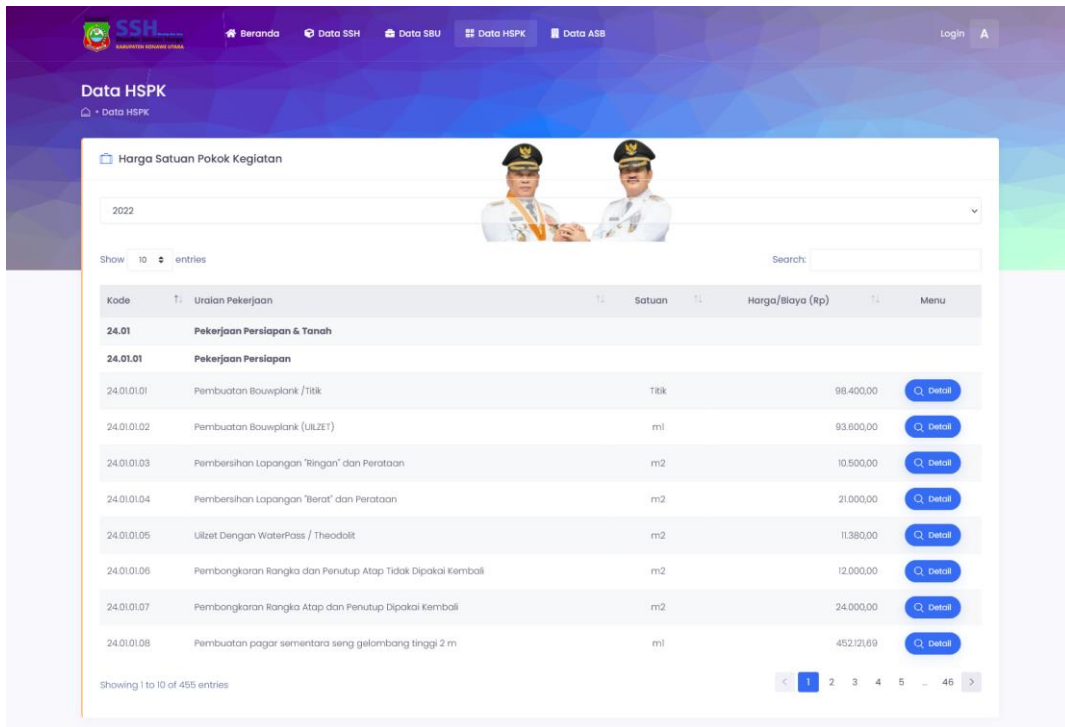 SSH
KABUPATEN KONAWE UTARA
Beranda Data SSH Data SBU Data HSPK Data ASB Login A
Data HSPK
• Data HSPK
Harga Satuan Pokok Kegiatan
2022
Show 10 entries Search:
Kode Uraian Pekerjaan Satuan Harga/Biaya (Rp) Menu
24.01 Pekerjaan Persiapan & Tanah
24.01.01 Pekerjaan Persiapan
24.01.01.01 Pembuatan Bouwplank /Titik Titik 98.400,00 Detail
24.01.01.02 Pembuatan Bouwplank (UILZET) m1 93.600,00 Detail
24.01.01.03 Pembersihan Lapangan "Ringan" dan Perataan m2 10.500,00 Detail
24.01.01.04 Pembersihan Lapangan "Berat" dan Perataan m2 21.000,00 Detail
24.01.01.05 Uilzet Dengan WaterPass / Theodolit m2 11.380,00 Detail
24.01.01.06 Pembongkaran Rangka dan Penutup Atap Tidak Dipakai Kembali m2 12.000,00 Detail
24.01.01.07 Pembongkaran Rangka Atap dan Penutup Dipakai Kembali m2 24.000,00 Detail
24.01.01.08 Pembuatan pagar sementara seng gelombang tinggi 2 m m1 452.121,69 Detail
Showing 1 to 10 of 455 entries < 1 2 3 4 5 … 46 >